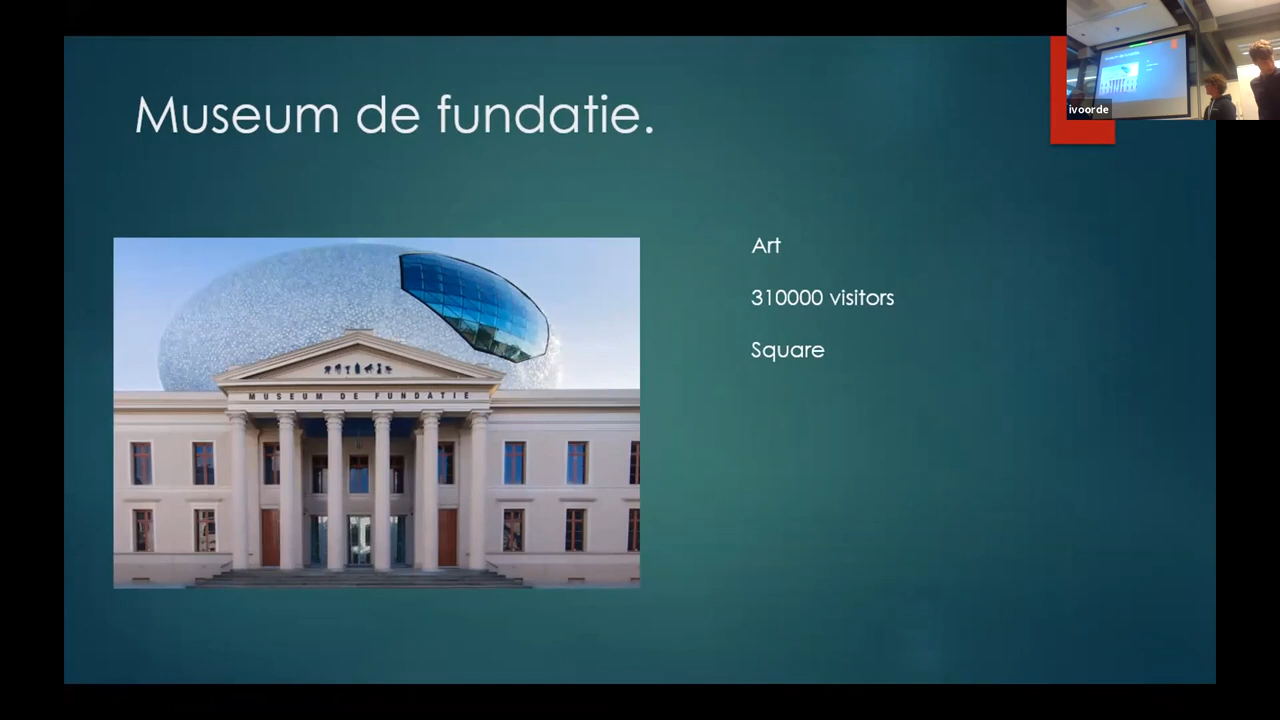 Museum de fundatie.
ivoorde
Art
310000 visitors
Square
MUSEUM DE FUNDATIE